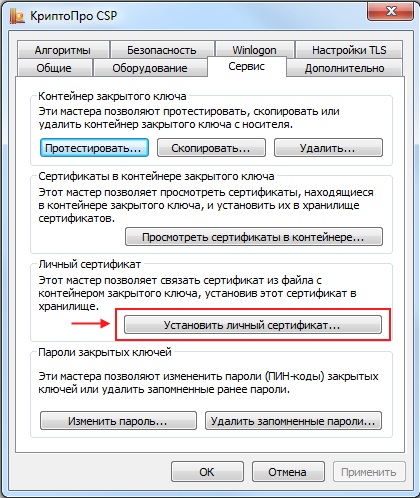 КриптоПро CSP
Алгоритмы Безопасность Winlogon Настройки TLS
Общие Оборудование Сервис Дополнительно
Контейнер закрытого ключа
Эти мастера позволяют протестировать, скопировать или
удалить контейнер закрытого ключа с носителя.
Протестировать... Скопировать... Удалить...
Сертификаты в контейнере закрытого ключа
Этот мастер позволяет просмотреть сертификаты, находящиеся
в контейнере закрытого ключа, и установить их в хранилище
сертификатов.
Просмотреть сертификаты в контейнере...
Личный сертификат
Этот мастер позволяет связать сертификат из файла с
контейнером закрытого ключа, установив этот сертификат в
хранилище.
Установить личный сертификат...
Пароли закрытых ключей
Эти мастера позволяют измененить пароли (ПИН-коды) закрытых
ключей или удалить запомненные ранее пароли.
Изменить пароль... Удалить запомненные пароли...
ОК Отмена Применить